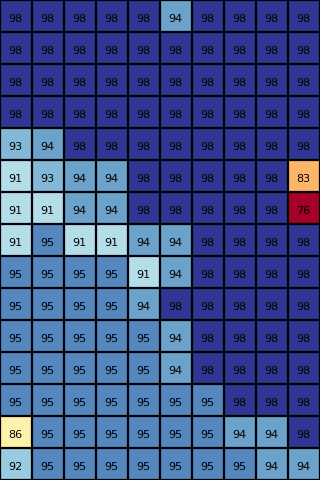 98 98 98 98 98 94 98 98 98 98
98 98 98 98 98 98 98 98 98 98
98 98 98 98 98 98 98 98 98 98
98 98 98 98 98 98 98 98 98 98
93 94 98 98 98 98 98 98 98 98
91 93 94 94 98 98 98 98 98 83
91 91 94 94 98 98 98 98 98 76
91 95 91 91 94 94 98 98 98 98
95 95 95 95 91 94 98 98 98 98
95 95 95 95 94 98 98 98 98 98
95 95 95 95 95 94 98 98 98 98
95 95 95 95 95 94 98 98 98 98
95 95 95 95 95 95 95 98 98 98
86 95 95 95 95 95 95 94 94 98
92 95 95 95 95 95 95 95 94 94